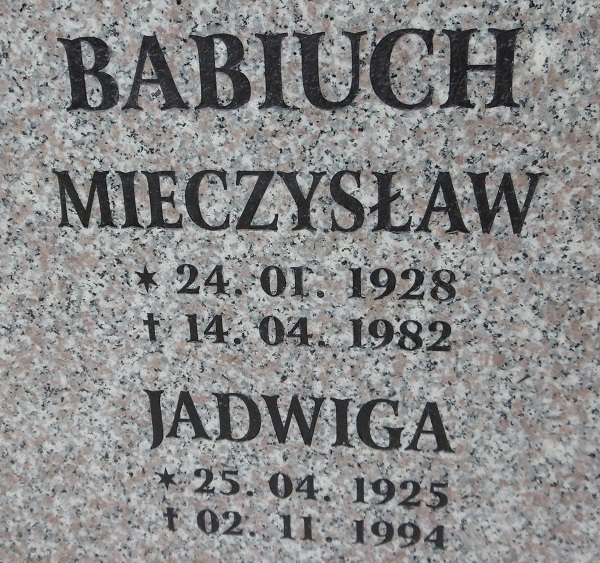 BABIUCH
MIECZYSŁAW
* 24. 01. 1928
† 14. 04. 1982
JADWIGA
* 25. 04. 1925
† 02. 11. 1994